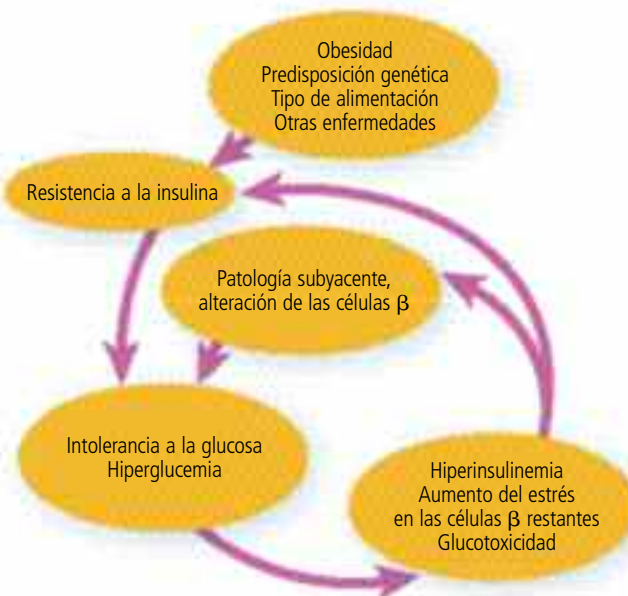 Obesidad
Predisposición genética
Tipo de alimentación
Otras enfermedades
Resistencia a la insulina
Patología subyacente,
alteración de las células β
Intolerancia a la glucosa
Hiperglucemia
Hiperinsulinemia
Aumento del estrés
en las células β restantes
Glucotoxicidad